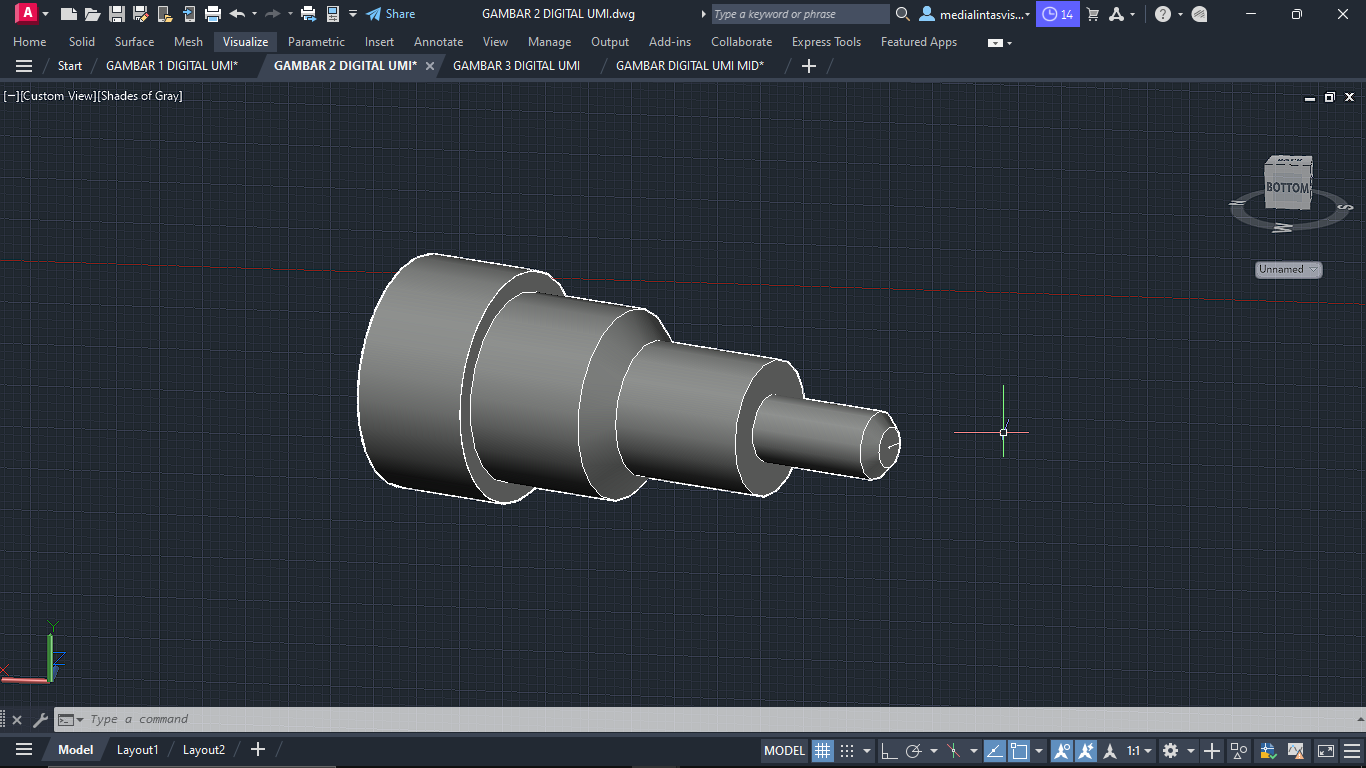 A GAMBAR 2 DIGITAL UMI.dwg Share Type a keyword or phrase medialintasvis... 14
Home Solid Surface Mesh Visualize Parametric Insert Annotate View Manage Output Add-ins Collaborate Express Tools Featured Apps
Start GAMBAR 1 DIGITAL UMI* GAMBAR 2 DIGITAL UMI* GAMBAR 3 DIGITAL UMI GAMBAR DIGITAL UMI MID*
[−][Custom View][Shades of Gray]
BACK
BOTTOM
N S
W
Unnamed
Y
Z
X
Type a command
Model Layout1 Layout2 MODEL 1:1